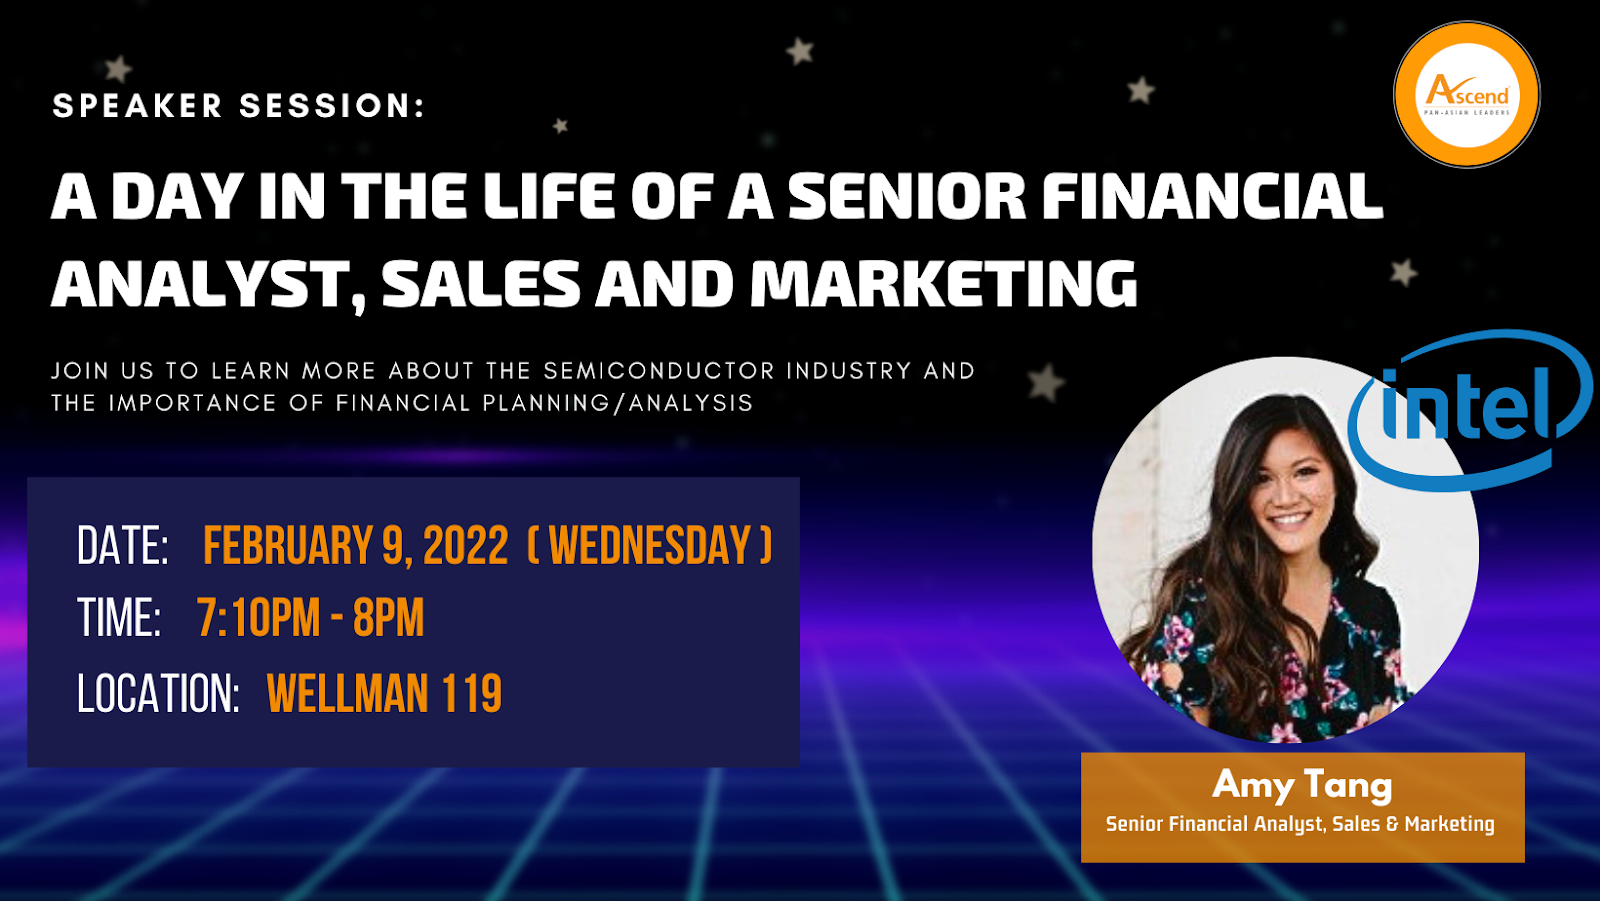 SPEAKER SESSION:
A DAY IN THE LIFE OF A SENIOR FINANCIAL
ANALYST, SALES AND MARKETING
JOIN US TO LEARN MORE ABOUT THE SEMICONDUCTOR INDUSTRY AND
THE IMPORTANCE OF FINANCIAL PLANNING/ANALYSIS
DATE: FEBRUARY 9, 2022 ( WEDNESDAY )
TIME: 7:10PM - 8PM
LOCATION: WELLMAN 119
Ascend
PAN-ASIAN LEADERS
intel
Amy Tang
Senior Financial Analyst, Sales & Marketing